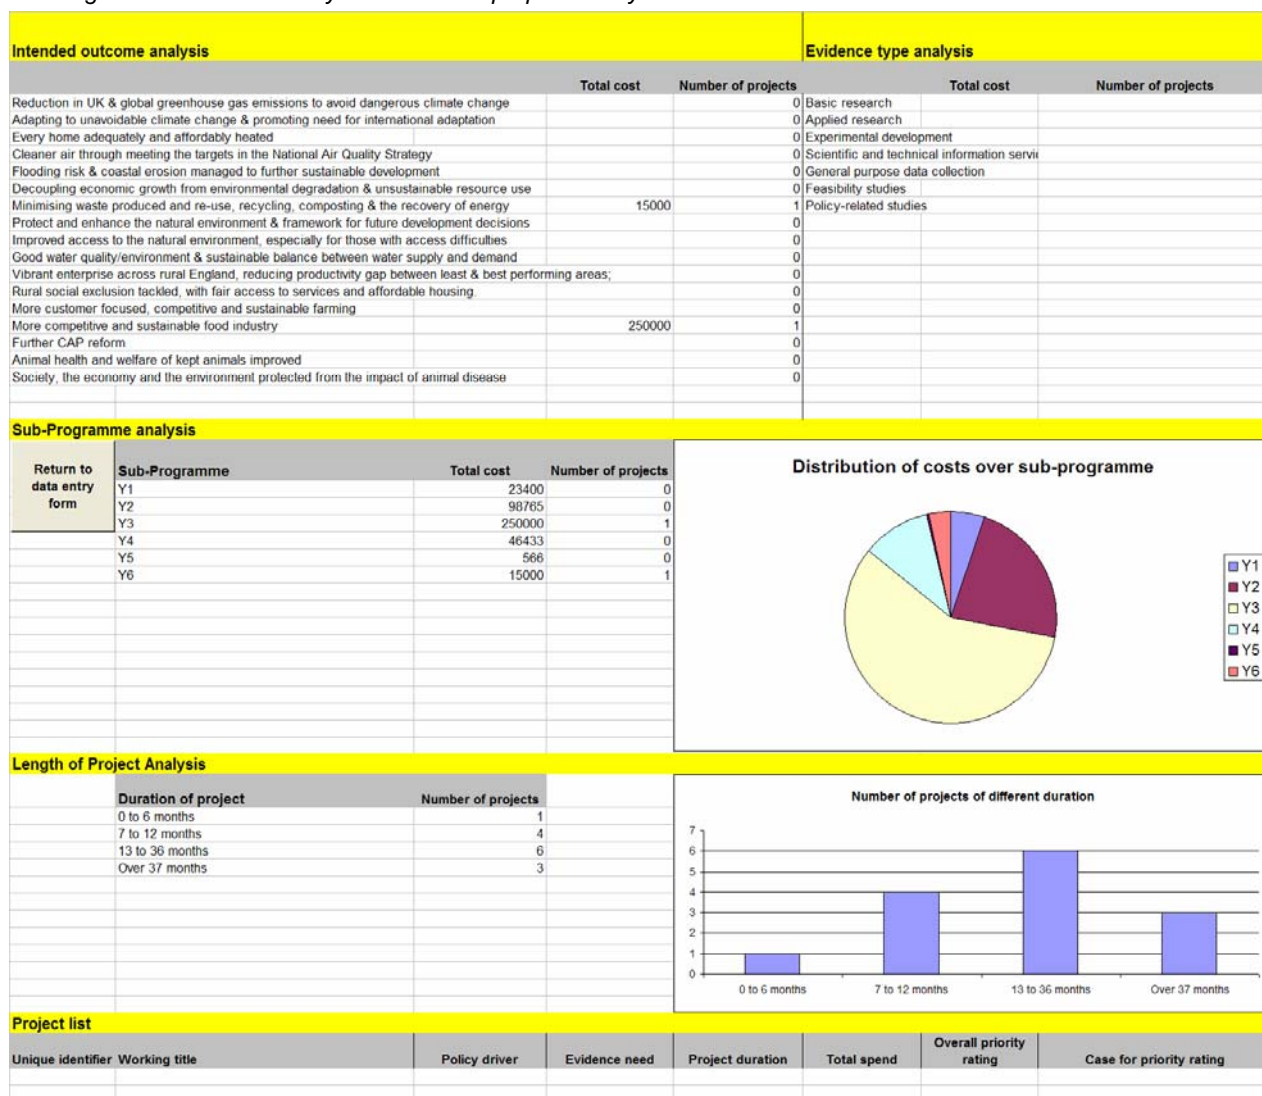 Intended outcome analysis
Evidence type analysis
Total cost Number of projects Total cost Number of projects
Reduction in UK & global greenhouse gas emissions to avoid dangerous climate change 0 Basic research
Adapting to unavoidable climate change & promoting need for international adaptation 0 Applied research
Every home adequately and affordably heated 0 Experimental development
Cleaner air through meeting the targets in the National Air Quality Strategy 0 Scientific and technical information servi
Flooding risk & coastal erosion managed to further sustainable development 0 General purpose data collection
Decoupling economic growth from environmental degradation & unsustainable resource use 0 Feasibility studies
Minimising waste produced and re-use, recycling, composting & the recovery of energy 15000 1 Policy-related studies
Protect and enhance the natural environment & framework for future development decisions 0
Improved access to the natural environment, especially for those with access difficulties 0
Good water quality/environment & sustainable balance between water supply and demand 0
Vibrant enterprise across rural England, reducing productivity gap between least & best performing areas; 0
Rural social exclusion tackled, with fair access to services and affordable housing. 0
More customer focused, competitive and sustainable farming 0
More competitive and sustainable food industry 250000 1
Further CAP reform 0
Animal health and welfare of kept animals improved 0
Society, the economy and the environment protected from the impact of animal disease 0
Sub-Programme analysis
Return to
data entry
form
Sub-Programme Total cost Number of projects
Y1 23400 0
Y2 98765 0
Y3 250000 1
Y4 46433 0
Y5 566 0
Y6 15000 1
Distribution of costs over sub-programme
Y1
Y2
Y3
Y4
Y5
Y6
Length of Project Analysis
Duration of project Number of projects
0 to 6 months 1
7 to 12 months 4
13 to 36 months 6
Over 37 months 3
Number of projects of different duration
7
6
5
4
3
2
1
0
0 to 6 months 7 to 12 months 13 to 36 months Over 37 months
Project list
Unique identifier Working title Policy driver Evidence need Project duration Total spend Overall priority rating Case for priority rating